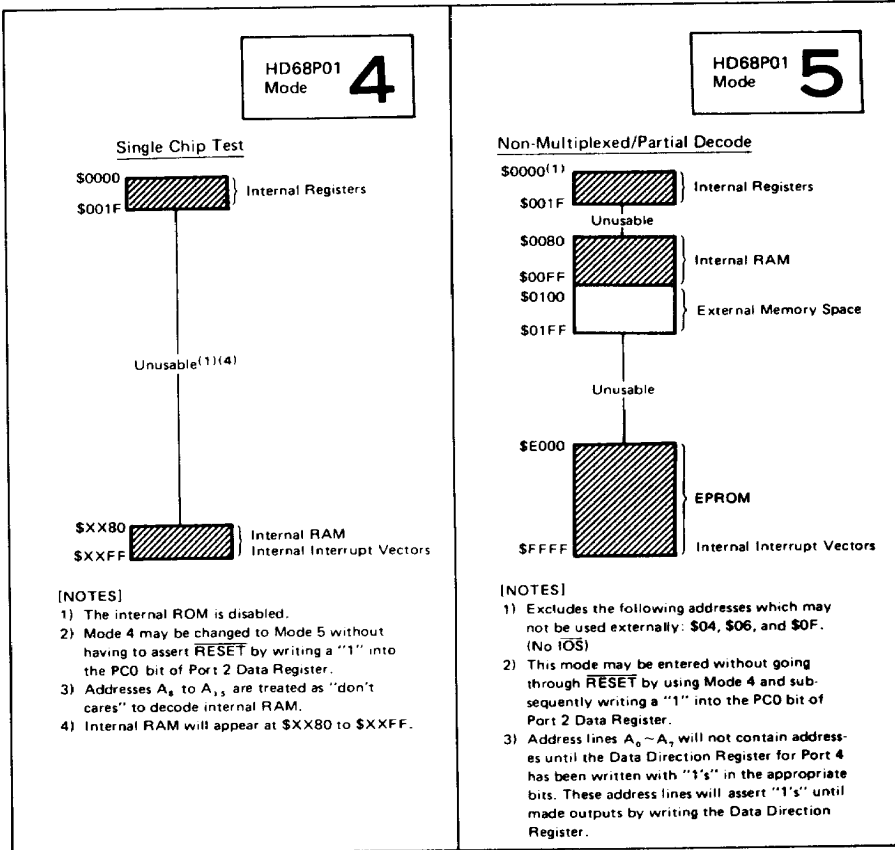 HD68P01
Mode 4
Single Chip Test
$0000
Internal Registers
$001F
Unusable(1)(4)
$XX80
Internal RAM
Internal Interrupt Vectors
$XXFF
[NOTES]
1) The internal ROM is disabled.
2) Mode 4 may be changed to Mode 5 without
having to assert RESET by writing a "1" into
the PC0 bit of Port 2 Data Register.
3) Addresses A8 to A15 are treated as "don't
cares" to decode internal RAM.
4) Internal RAM will appear at $XX80 to $XXFF.
HD68P01
Mode 5
Non-Multiplexed/Partial Decode
$0000(1)
Internal Registers
$001F
Unusable
$0080
Internal RAM
$00FF
$0100
External Memory Space
$01FF
Unusable
$E000
EPROM
$FFFF
Internal Interrupt Vectors
[NOTES]
1) Excludes the following addresses which may
not be used externally: $04, $06, and $0F.
(No IOS)
2) This mode may be entered without going
through RESET by using Mode 4 and sub-
sequently writing a "1" into the PC0 bit of
Port 2 Data Register.
3) Address lines A0~A7 will not contain address-
es until the Data Direction Register for Port 4
has been written with "1's" in the appropriate
bits. These address lines will assert "1's" until
made outputs by writing the Data Direction
Register.